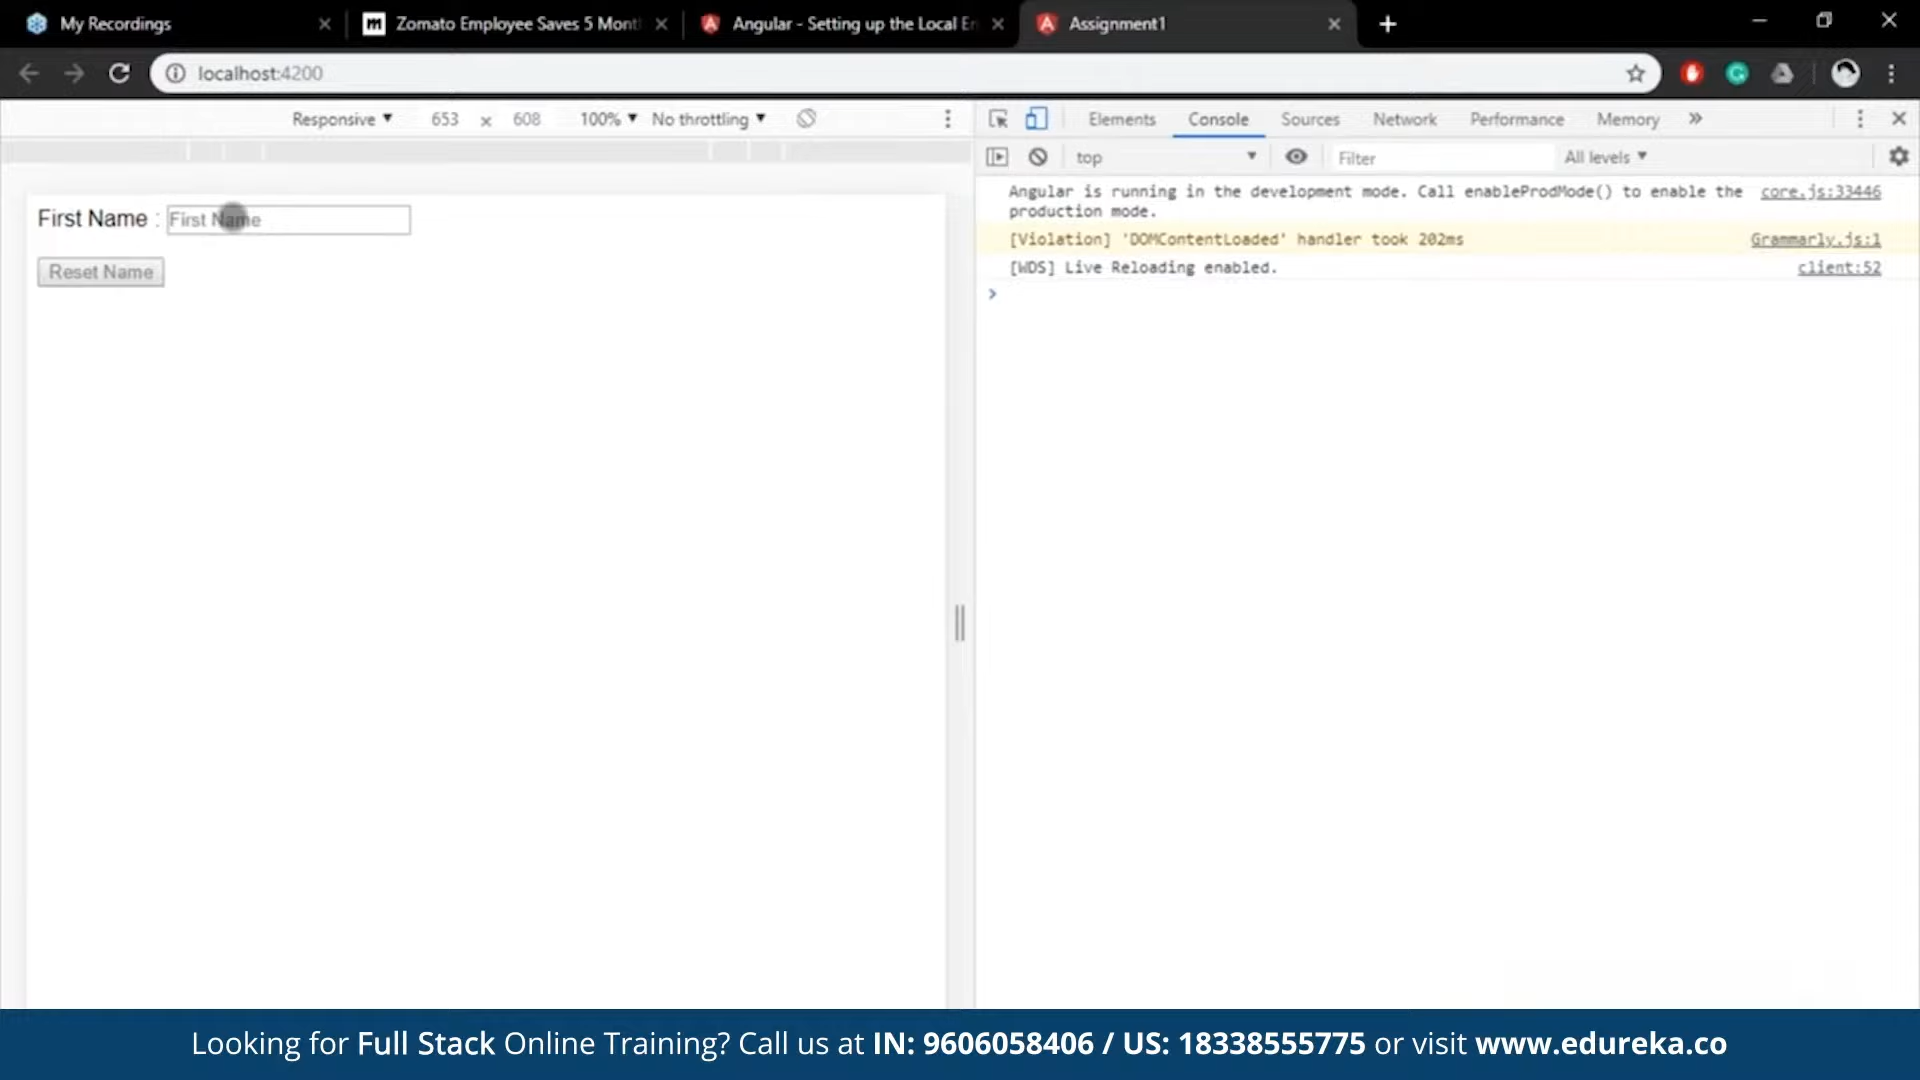 My Recordings
Zomato Employee Saves 5 Mont
Angular - Setting up the Local En
Assignment1
localhost:4200
Responsive 653 x 608 100% No throttling
Elements Console Sources Network Performance Memory
top Filter All levels
Angular is running in the development mode. Call enableProdMode() to enable the core.js:33446
production mode.
[Violation] 'DOMContentLoaded' handler took 202ms Grammarly.js:1
[WDS] Live Reloading enabled. client:52
First Name : First Name
Reset Name
Looking for Full Stack Online Training? Call us at IN: 9606058406 / US: 18338555775 or visit www.edureka.co